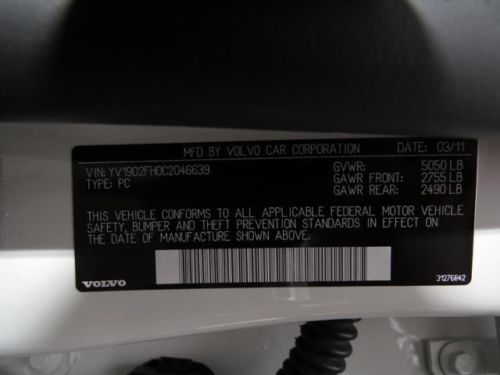 MFD BY VOLVO CAR CORPORATION DATE: 03/11
VIN: YV1902FH0C2046639 GVWR: 5050 LB
TYPE: PC GAWR FRONT: 2755 LB
GAWR REAR: 2490 LB
THIS VEHICLE CONFORMS TO ALL APPLICABLE FEDERAL MOTOR VEHICLE
SAFETY, BUMPER AND THEFT PREVENTION STANDARDS IN EFFECT ON
THE DATE OF MANUFACTURE SHOWN ABOVE.
VOLVO 31276842